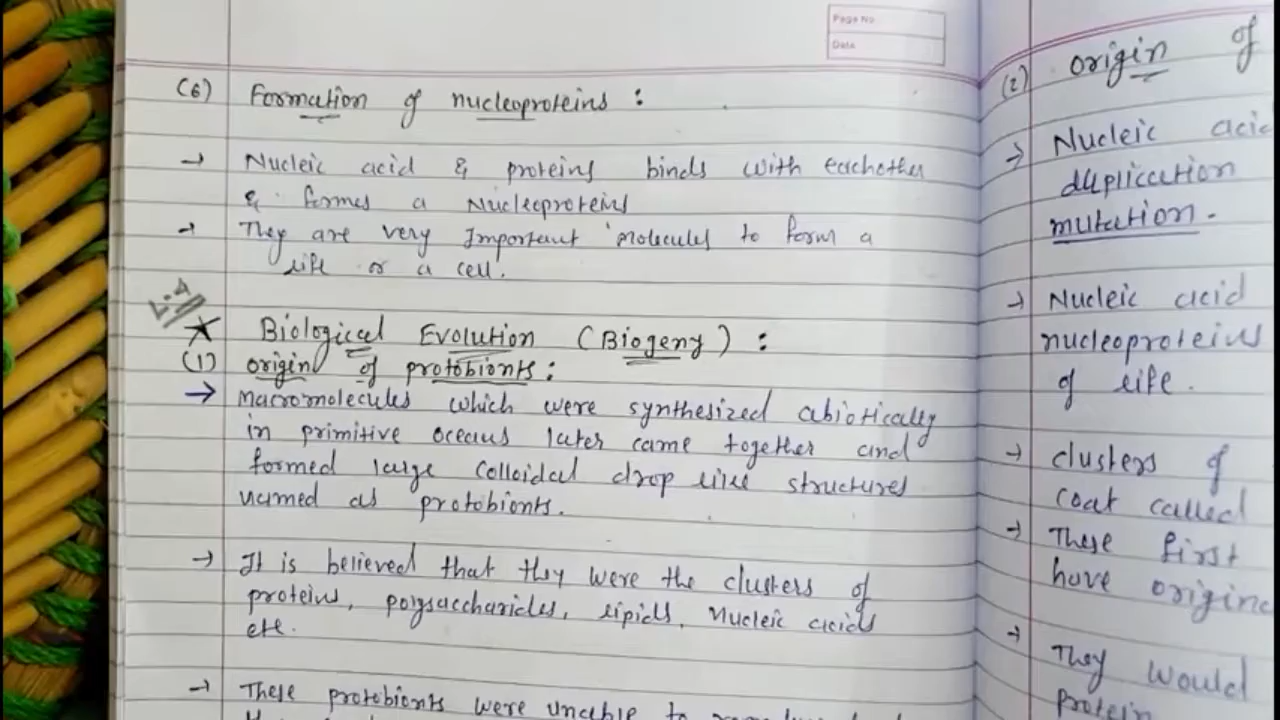 Page No
Date
(6) Formation of nucleoproteins :
→ Nucleic acid & proteins binds with eachother
& formes a Nucleoproteins
→ They are very Important molecules to form a
life or a cell.
L.A
★ Biological Evolution (Biogeny) :
(1) origin of protobionts :
→ Macromolecules which were synthesized abiotically
in primitive oceans later came together and
formed large colloidal drop like structures
named as protobionts.
→ It is believed that they were the clusters of
proteins, polysaccharides, lipids, Nucleic acids
etc.
→ These protobionts were unable to
(2) origin of
→ Nucleic acid
duplication
mutation.
→ Nucleic acid
nucleoproteins
of life.
→ clusters of
coat called
→ These first
have
→ They would
protein